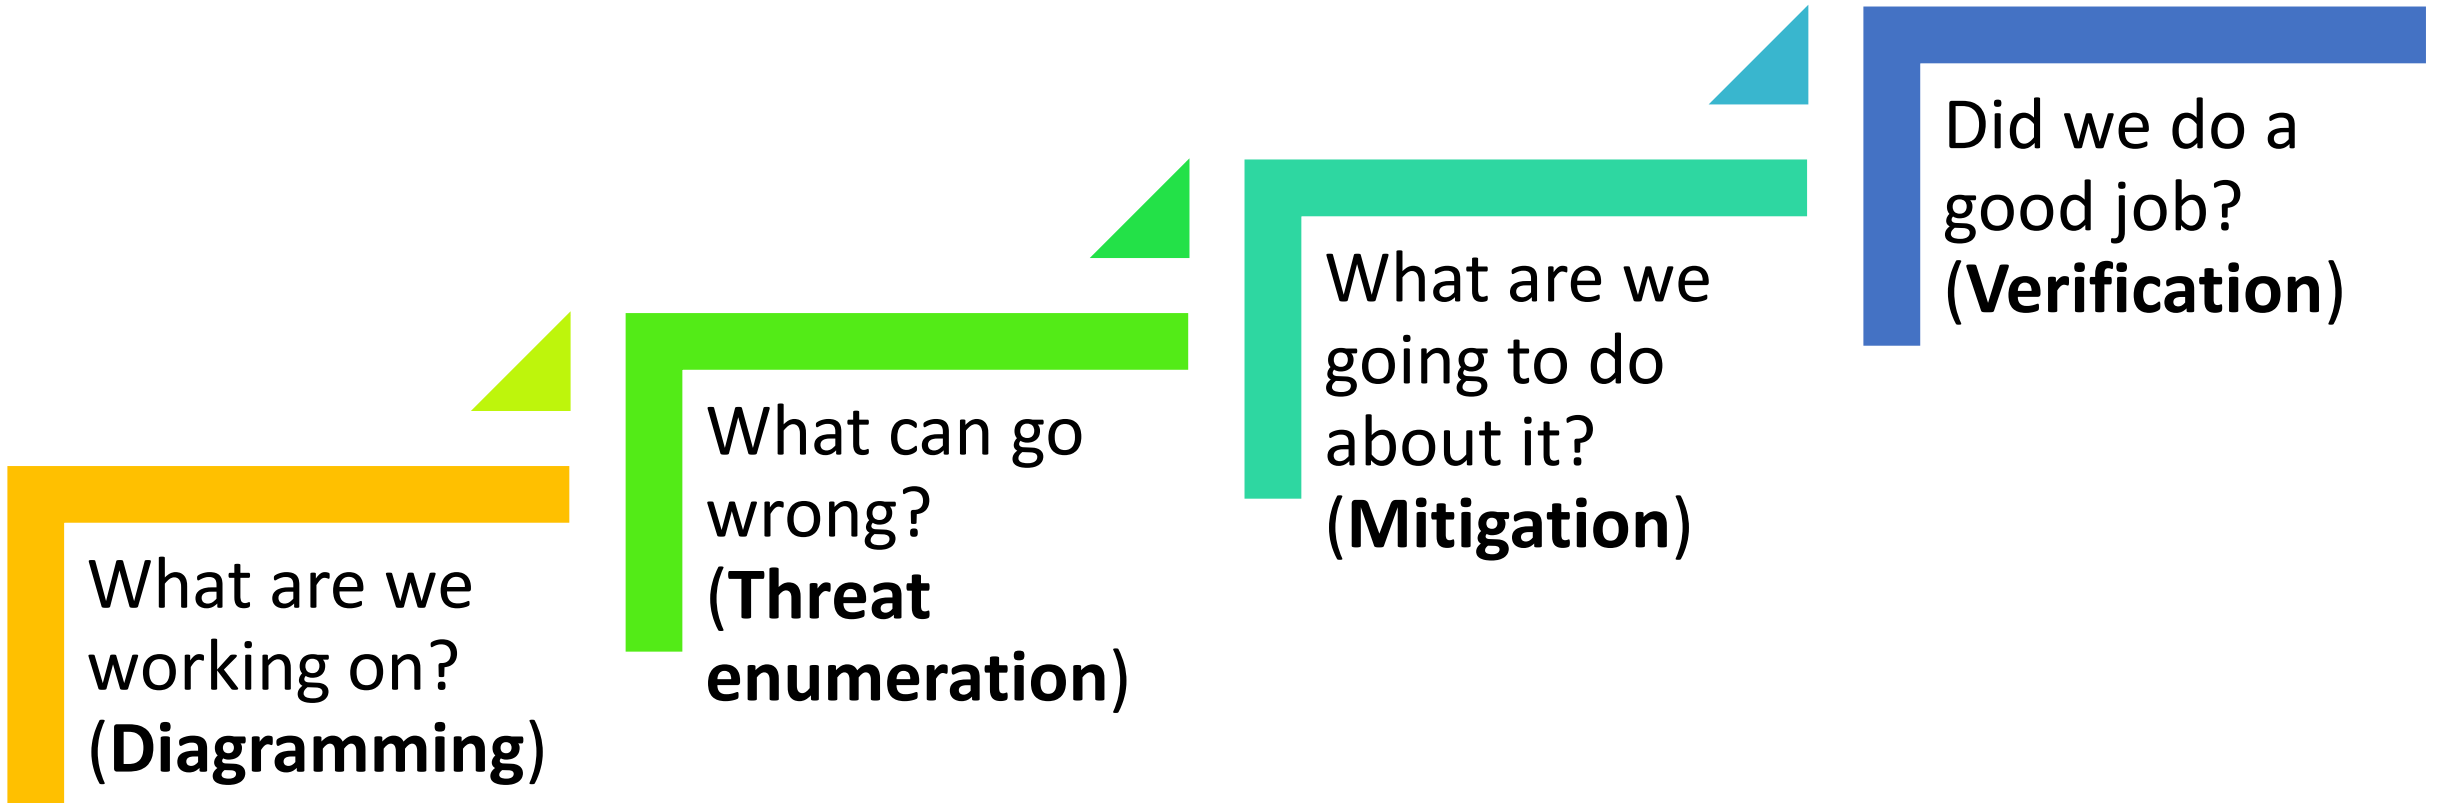 What are we
working on?
(Diagramming)
What can go
wrong?
(Threat
enumeration)
What are we
going to do
about it?
(Mitigation)
Did we do a
good job?
(Verification)